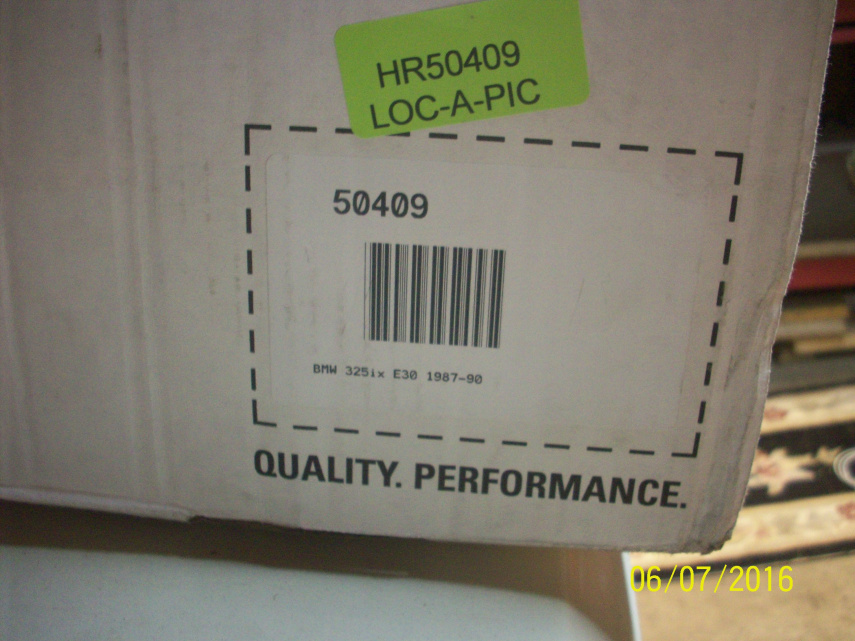 HR50409
LOC-A-PIC
50409
BMW 325ix E30 1987-90
QUALITY. PERFORMANCE.
06/07/2016